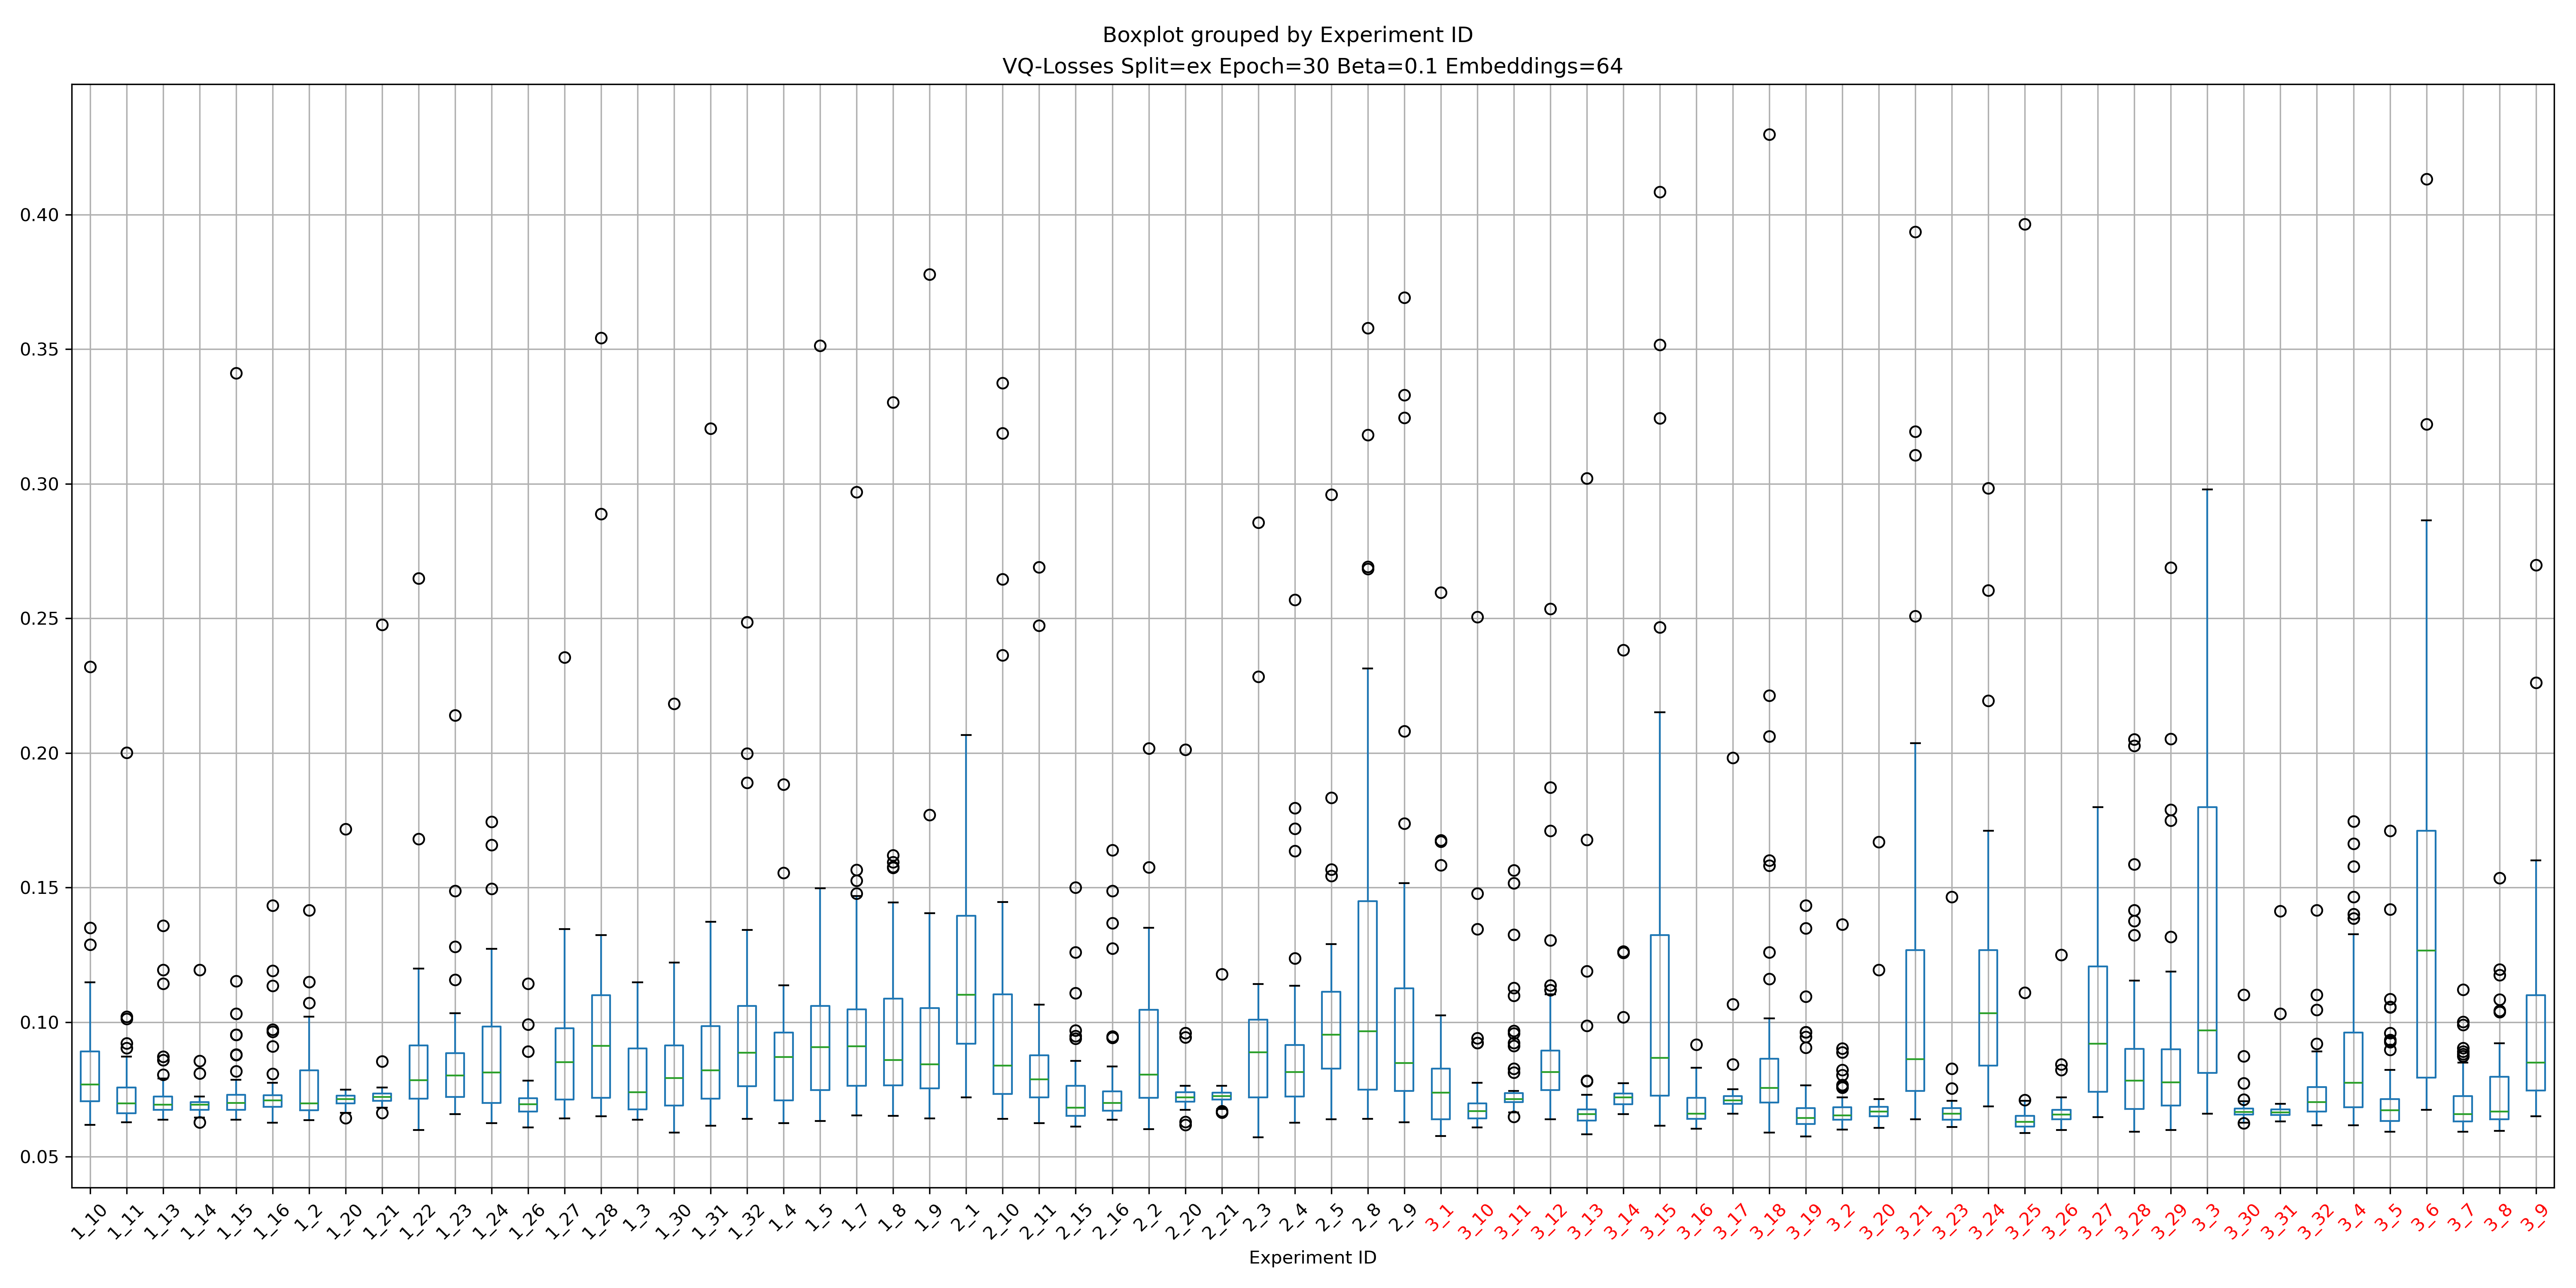 Boxplot grouped by Experiment ID
VQ-Losses Split=ex Epoch=30 Beta=0.1 Embeddings=64
0.40
0.35
0.30
0.25
0.20
0.15
0.10
0.05
1_10 1_11 1_13 1_14 1_15 1_16 1_2 1_20 1_21 1_22 1_23 1_24 1_26 1_27 1_28 1_3 1_30 1_31 1_32 1_4 1_5 1_7 1_8 1_9 2_1 2_10 2_11 2_15 2_16 2_2 2_20 2_21 2_3 2_4 2_5 2_8 2_9 3_1 3_10 3_11 3_12 3_13 3_14 3_15 3_16 3_17 3_18 3_19 3_2 3_20 3_21 3_23 3_24 3_25 3_26 3_27 3_28 3_29 3_3 3_30 3_31 3_32 3_4 3_5 3_6 3_7 3_8 3_9
Experiment ID